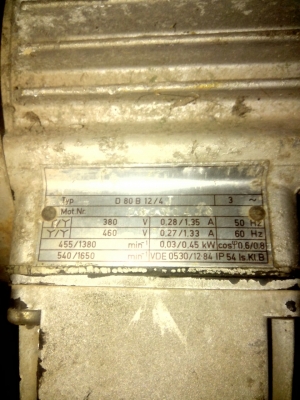 Typ D 80 B 12/4 3 ~
Mot.Nr.
Y/Y 380 V 0.28/1.35 A 50 Hz
Y/Y 460 V 0.27/1.33 A 60 Hz
455/1380 min⁻¹ 0.03/0.45 kW cosφ 0.6/0.8
540/1650 min⁻¹ VDE 0530/12 84 IP 54 Is.Kl B